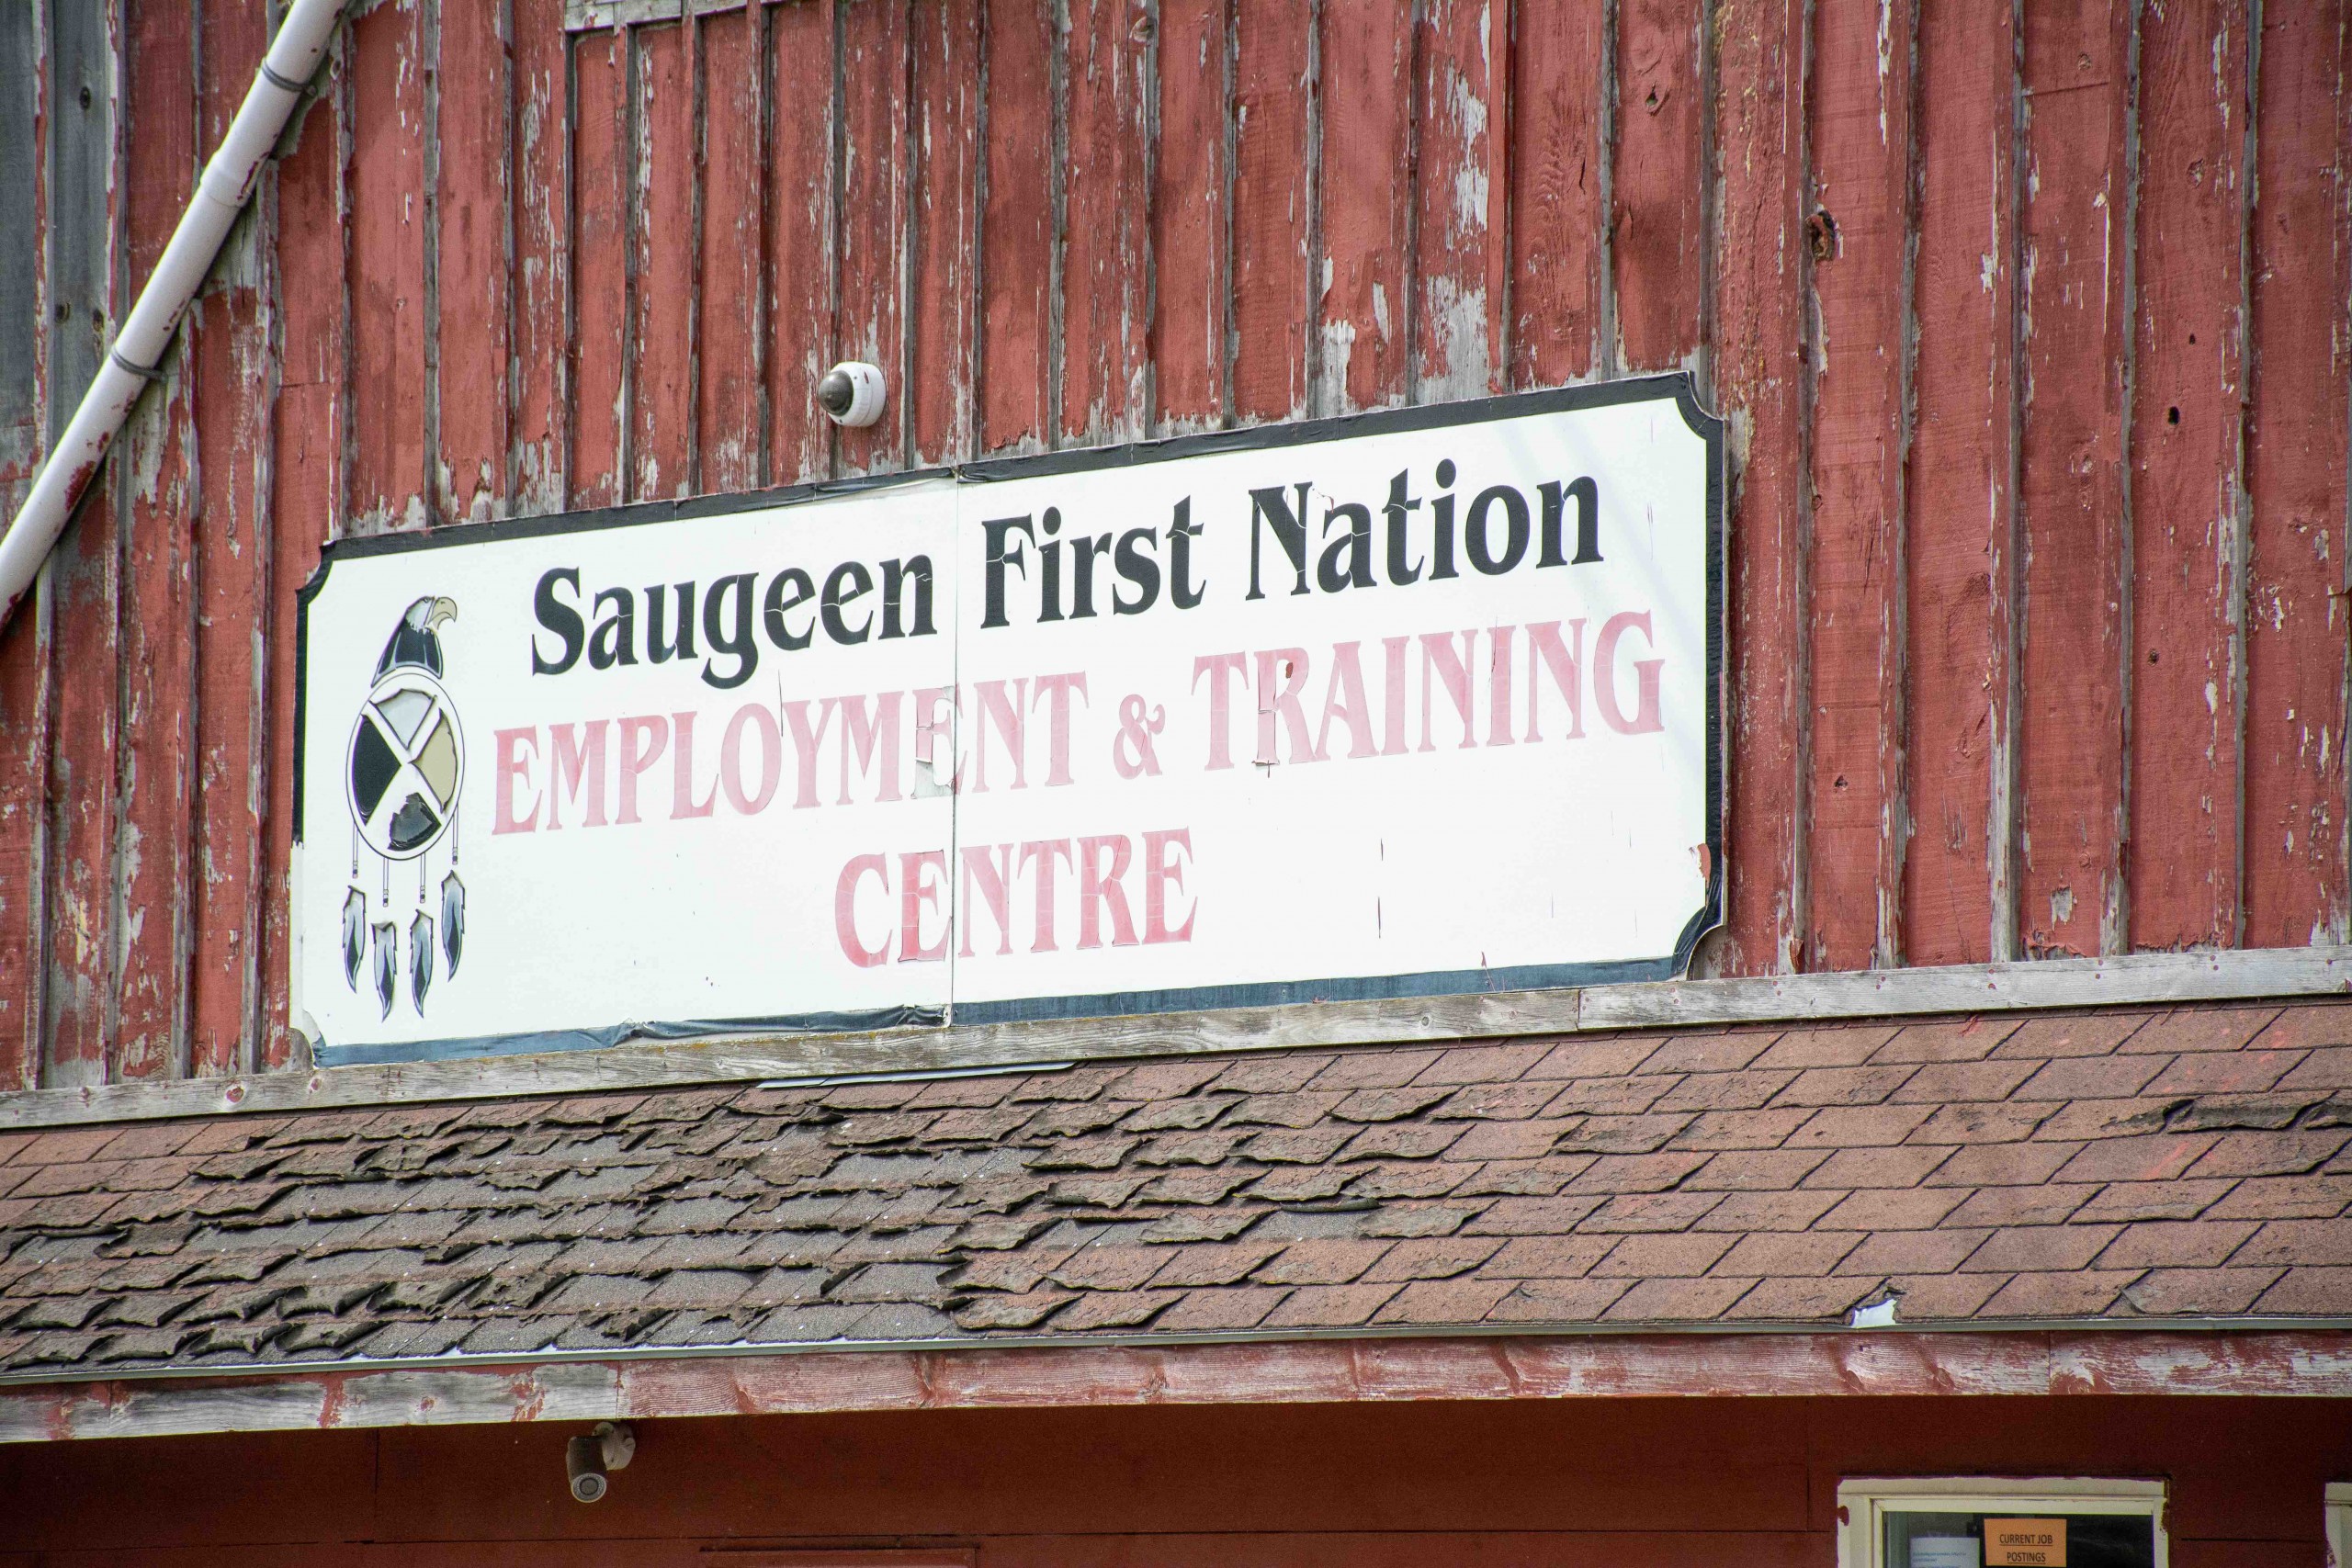 Saugeen First Nation
EMPLOYMENT & TRAINING
CENTRE
CURRENT JOB
POSTINGS